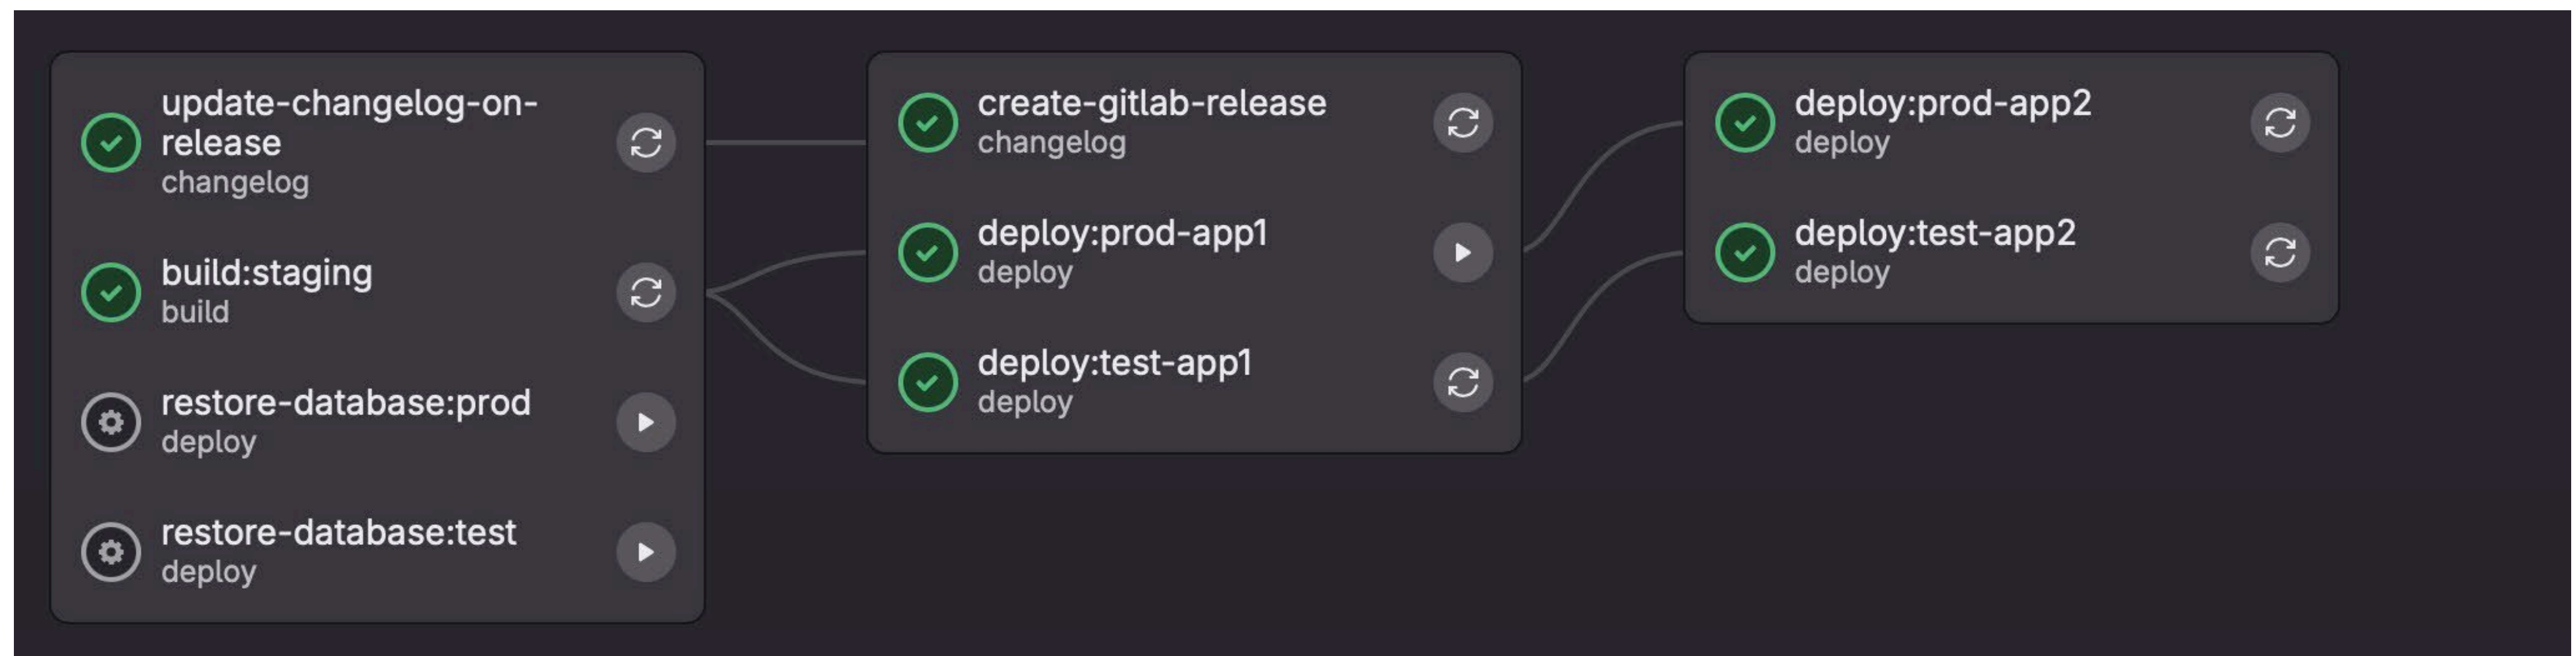 update-changelog-on-
release
changelog
build:staging
build
restore-database:prod
deploy
restore-database:test
deploy
create-gitlab-release
changelog
deploy:prod-app1
deploy
deploy:test-app1
deploy
deploy:prod-app2
deploy
deploy:test-app2
deploy